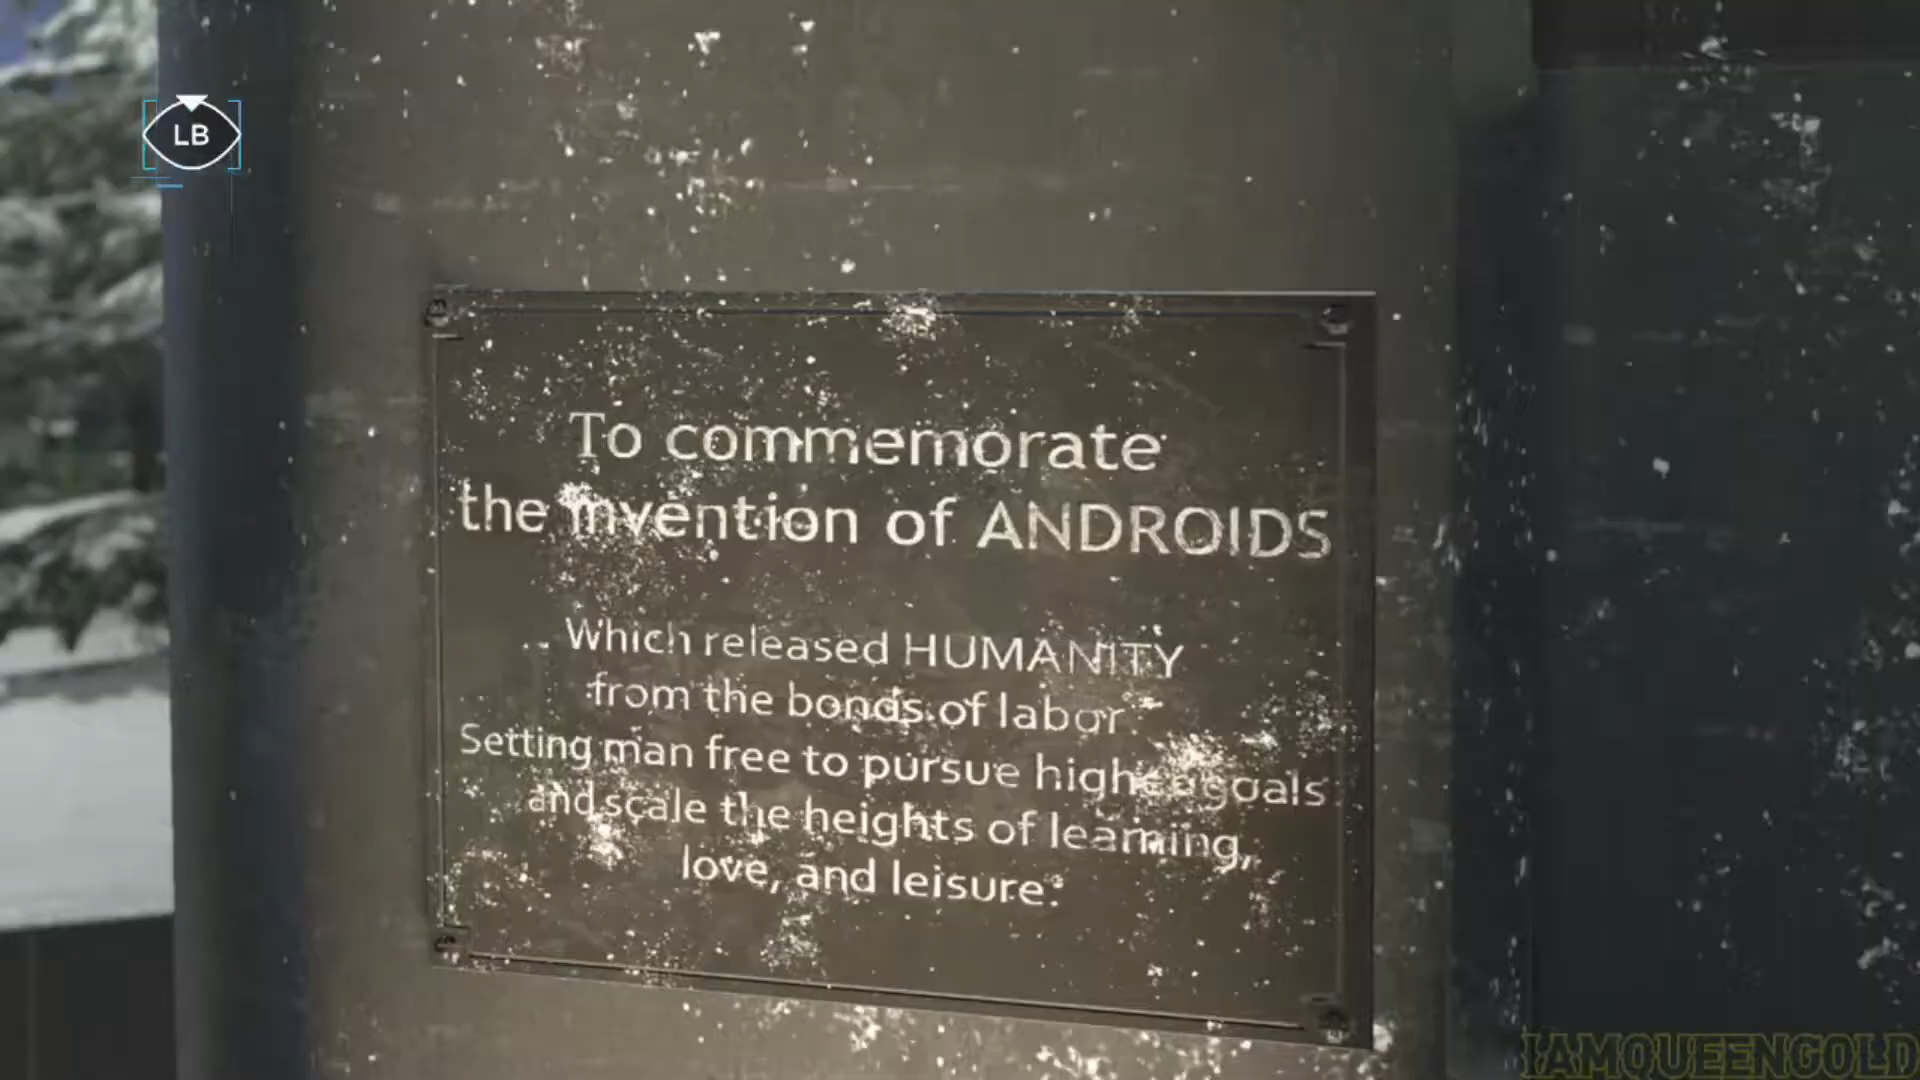 LB
To commemorate
the invention of ANDROIDS
Which released HUMANITY
from the bonds of labor
Setting man free to pursue higher goals
and scale the heights of learning,
love, and leisure.
IAMQUEENGOLD